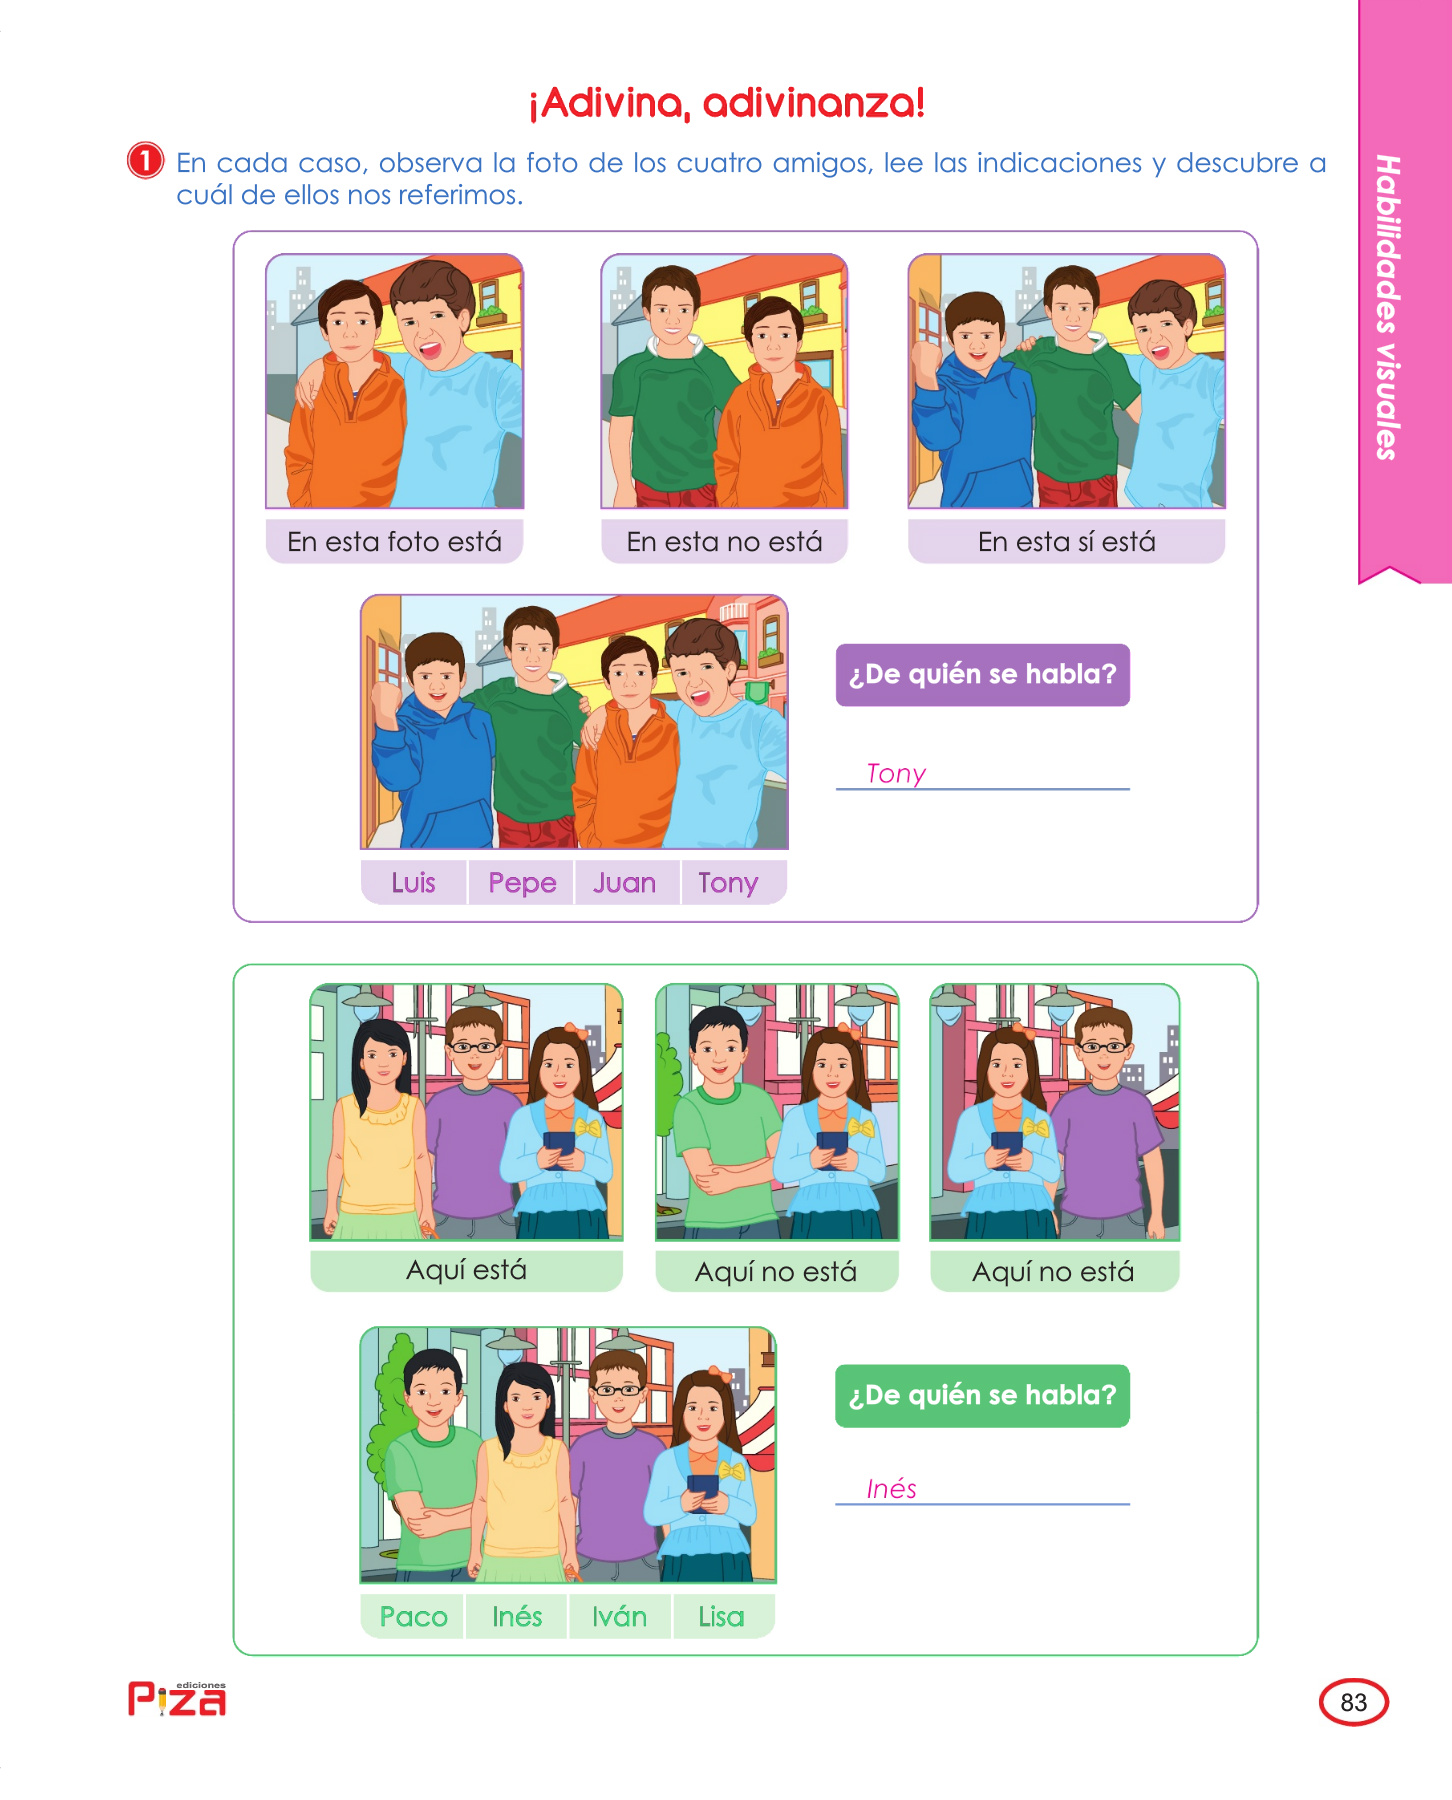 ¡Adivina, adivinanza!
1 En cada caso, observa la foto de los cuatro amigos, lee las indicaciones y descubre a
cuál de ellos nos referimos.
Habilidades visuales
En esta foto está
En esta no está
En esta sí está
¿De quién se habla?
Tony
Luis Pepe Juan Tony
Aquí está
Aquí no está
Aquí no está
¿De quién se habla?
Inés
Paco Inés Iván Lisa
ediciones
Piza
83